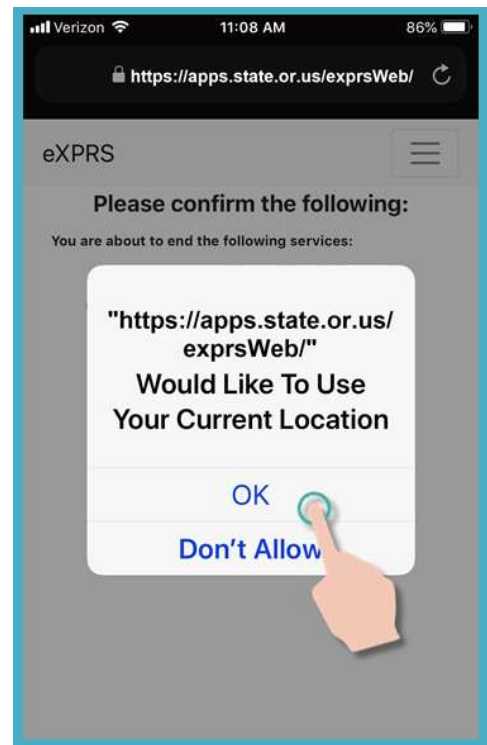 Verizon 11:08 AM 86%
https://apps.state.or.us/exprsWeb/
eXPRS
Please confirm the following:
You are about to end the following services:
"https://apps.state.or.us/
exprsWeb/"
Would Like To Use
Your Current Location
OK
Don't Allow